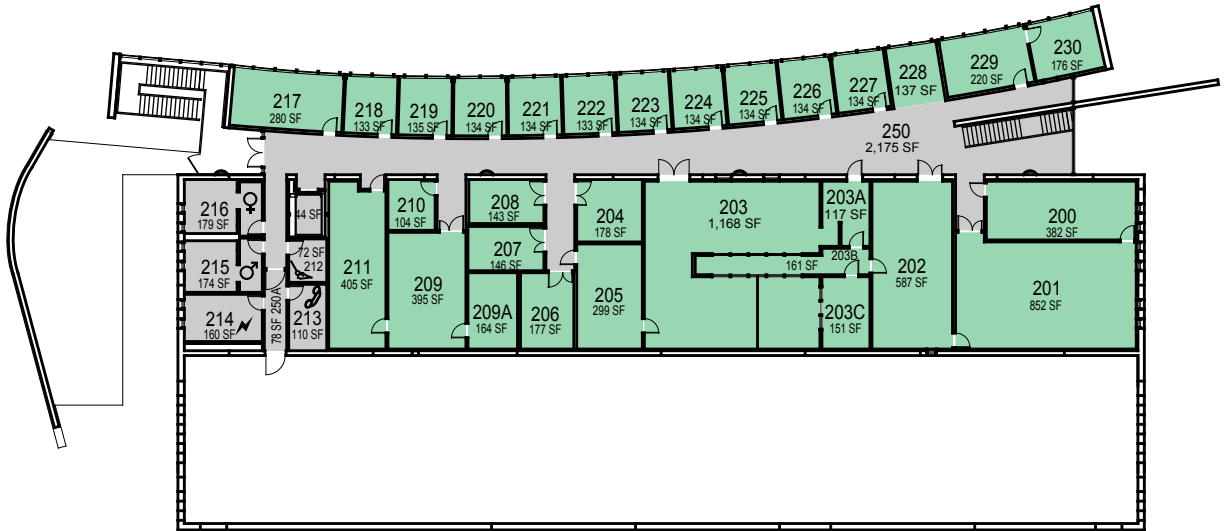 230
176 SF
229
220 SF
228
137 SF
227
134 SF
226
134 SF
225
134 SF
224
134 SF
223
134 SF
222
133 SF
221
134 SF
220
134 SF
219
135 SF
218
133 SF
217
280 SF
250
2,175 SF
216
179 SF
44 SF
210
104 SF
208
143 SF
204
178 SF
203
1,168 SF
203A
117 SF
200
382 SF
215
174 SF
72 SF
212
211
405 SF
209
395 SF
207
146 SF
203B
161 SF
202
587 SF
201
852 SF
214
160 SF
78 SF 250A
213
110 SF
209A
164 SF
206
177 SF
205
299 SF
203C
151 SF